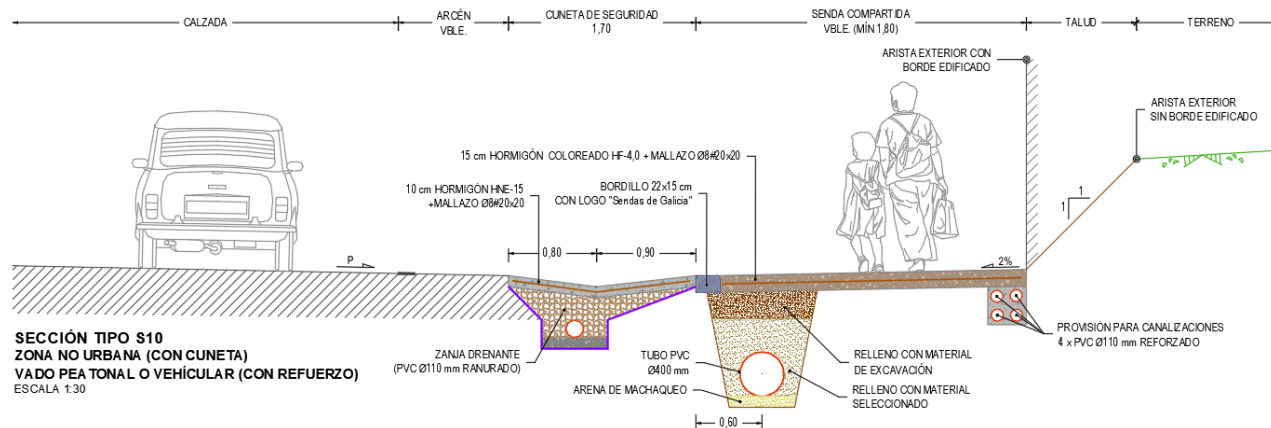 CALZADA
ARCÉN
VBLE.
CUNETA DE SEGURIDAD
1,70
SENDA COMPARTIDA
VBLE. (MÍN 1,80)
TALUD
TERRENO
ARISTA EXTERIOR CON
BORDE EDIFICADO
ARISTA EXTERIOR
SIN BORDE EDIFICADO
15 cm HORMIGÓN COLOREADO HF-4,0 + MALLAZO Ø8#20x20
10 cm HORMIGÓN HNE-15
+MALLAZO Ø8#20x20
BORDILLO 22x15 cm
CON LOGO "Sendas de Galicia"
1
1
0,80
0,90
P
2%
SECCIÓN TIPO S10
ZONA NO URBANA (CON CUNETA)
VADO PEATONAL O VEHÍCULAR (CON REFUERZO)
ESCALA 1:30
ZANJA DRENANTE
(PVC Ø110 mm RANURADO)
TUBO PVC
Ø400 mm
ARENA DE MACHAQUEO
RELLENO CON MATERIAL
DE EXCAVACIÓN
RELLENO CON MATERIAL
SELECCIONADO
PROVISIÓN PARA CANALIZACIONES
4 x PVC Ø110 mm REFORZADO
0,60